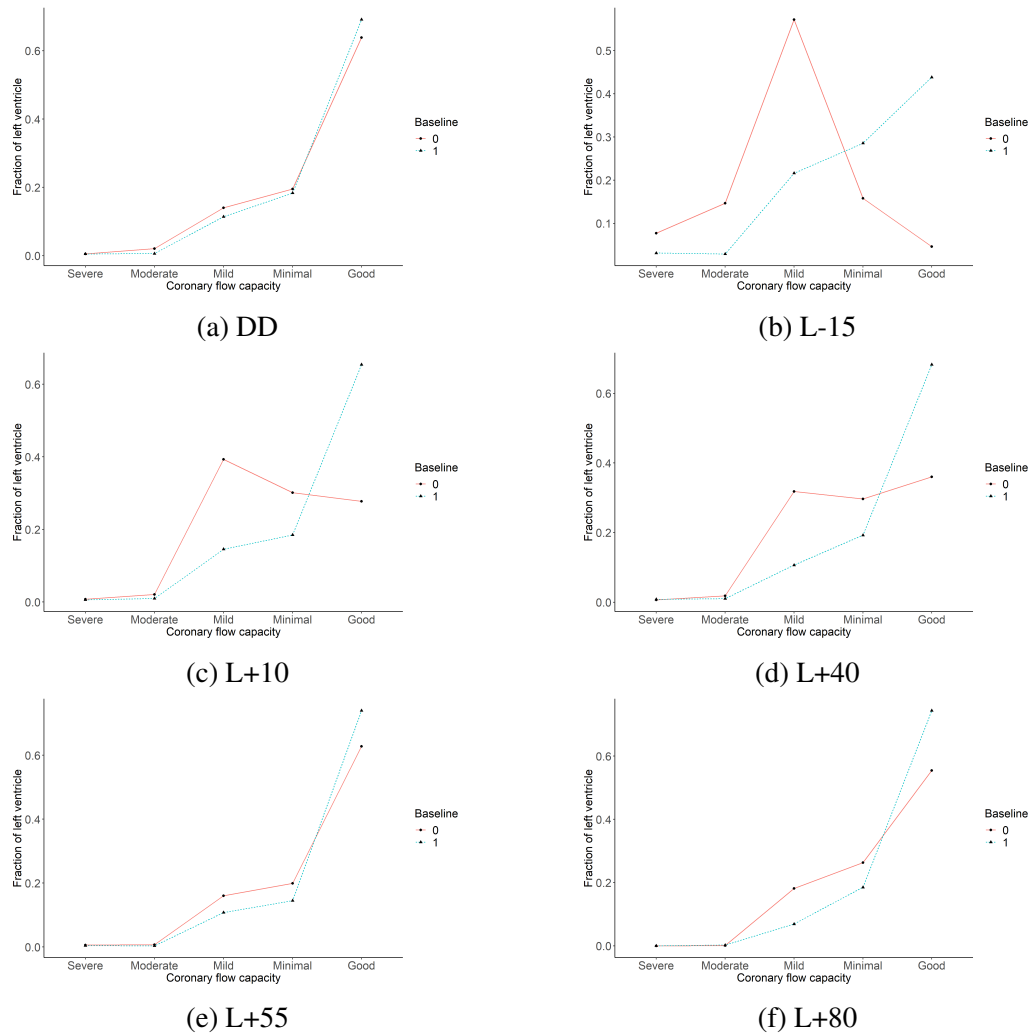 0.6
0.4
0.2
0.0
Fraction of left ventricle
Severe Moderate Mild Minimal Good
Coronary flow capacity
Baseline
0
1
(a) DD
0.5
0.4
0.3
0.2
0.1
Fraction of left ventricle
Severe Moderate Mild Minimal Good
Coronary flow capacity
Baseline
0
1
(b) L-15
0.6
0.4
0.2
0.0
Fraction of left ventricle
Severe Moderate Mild Minimal Good
Coronary flow capacity
Baseline
0
1
(c) L+10
0.6
0.4
0.2
0.0
Fraction of left ventricle
Severe Moderate Mild Minimal Good
Coronary flow capacity
Baseline
0
1
(d) L+40
0.6
0.4
0.2
0.0
Fraction of left ventricle
Severe Moderate Mild Minimal Good
Coronary flow capacity
Baseline
0
1
(e) L+55
0.6
0.4
0.2
0.0
Fraction of left ventricle
Severe Moderate Mild Minimal Good
Coronary flow capacity
Baseline
0
1
(f) L+80